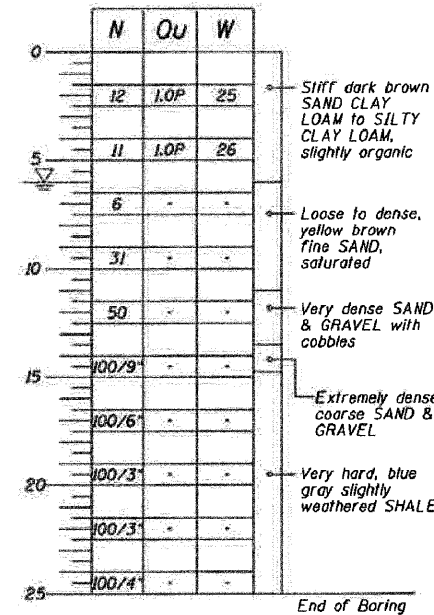 N Qu W
0
12 1.0P 25
Stiff dark brown
SAND CLAY
LOAM to SILTY
CLAY LOAM,
slightly organic
11 1.0P 26
5
6 - -
Loose to dense,
yellow brown
fine SAND,
saturated
31 - -
10
50 - -
Very dense SAND
& GRAVEL with
cobbles
100/9" - -
15
Extremely dense
coarse SAND &
GRAVEL
100/6" - -
100/3" - -
20
Very hard, blue
gray slightly
weathered SHALE
100/3" - -
100/4" - -
25
End of Boring